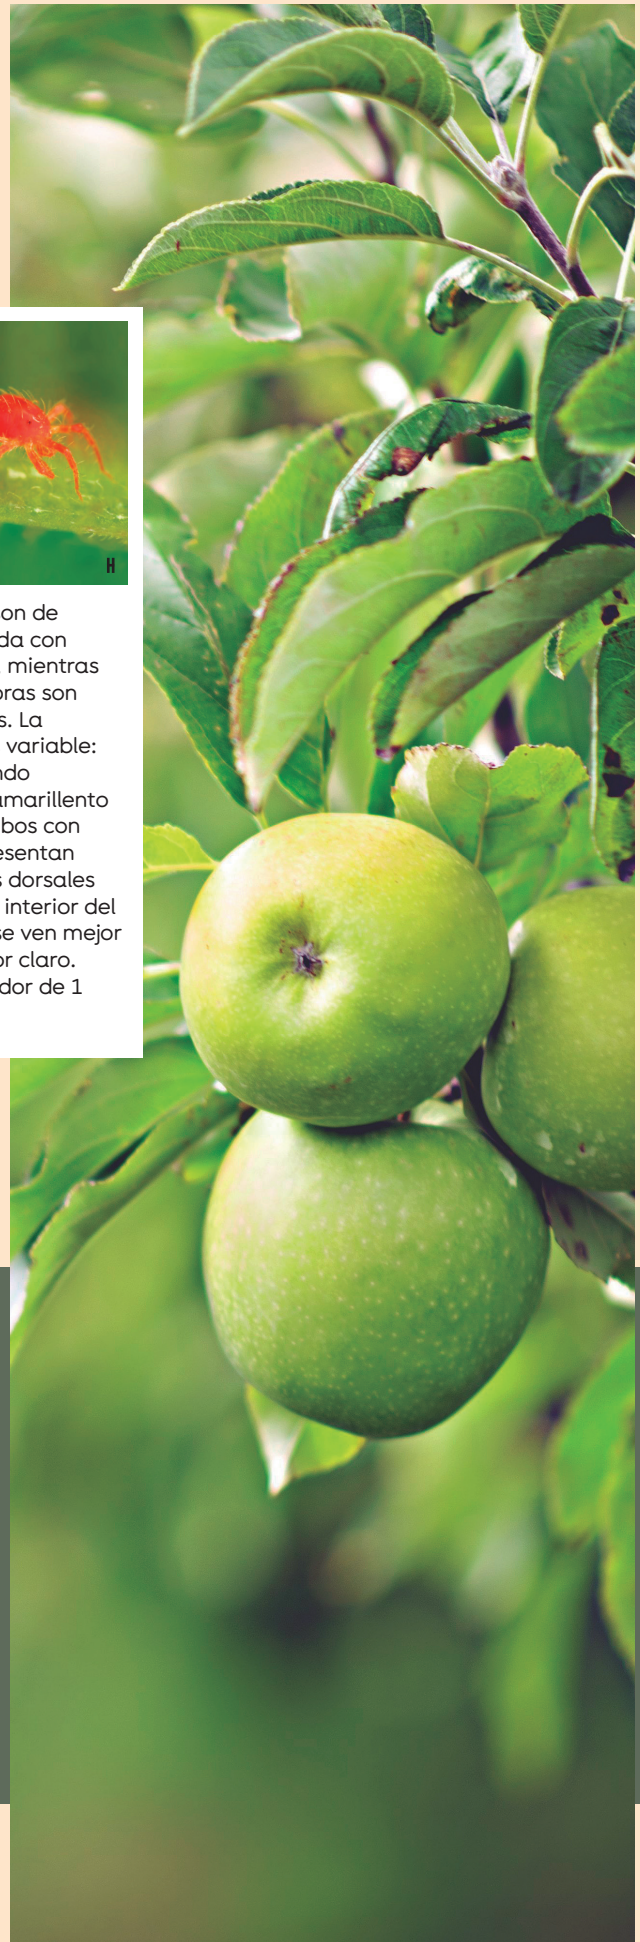 H
son de
da con
mientras
oras son
s. La
variable:
ndo
amarillento
bos con
esentan
s dorsales
interior del
se ven mejor
or claro.
dor de 1